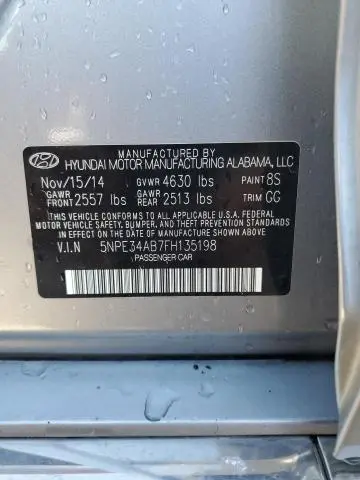 MANUFACTURED BY
HYUNDAI MOTOR MANUFACTURING ALABAMA, LLC
Nov/15/14 GVWR 4630 lbs PAINT 8S
GAWR FRONT 2557 lbs GAWR REAR 2513 lbs TRIM GG
THIS VEHICLE CONFORMS TO ALL APPLICABLE U.S.A. FEDERAL
MOTOR VEHICLE SAFETY, BUMPER, AND THEFT PREVENTION STANDARDS
IN EFFECT ON THE DATE OF MANUFACTURE SHOWN ABOVE.
V.I.N 5NPE34AB7FH135198
PASSENGER CAR